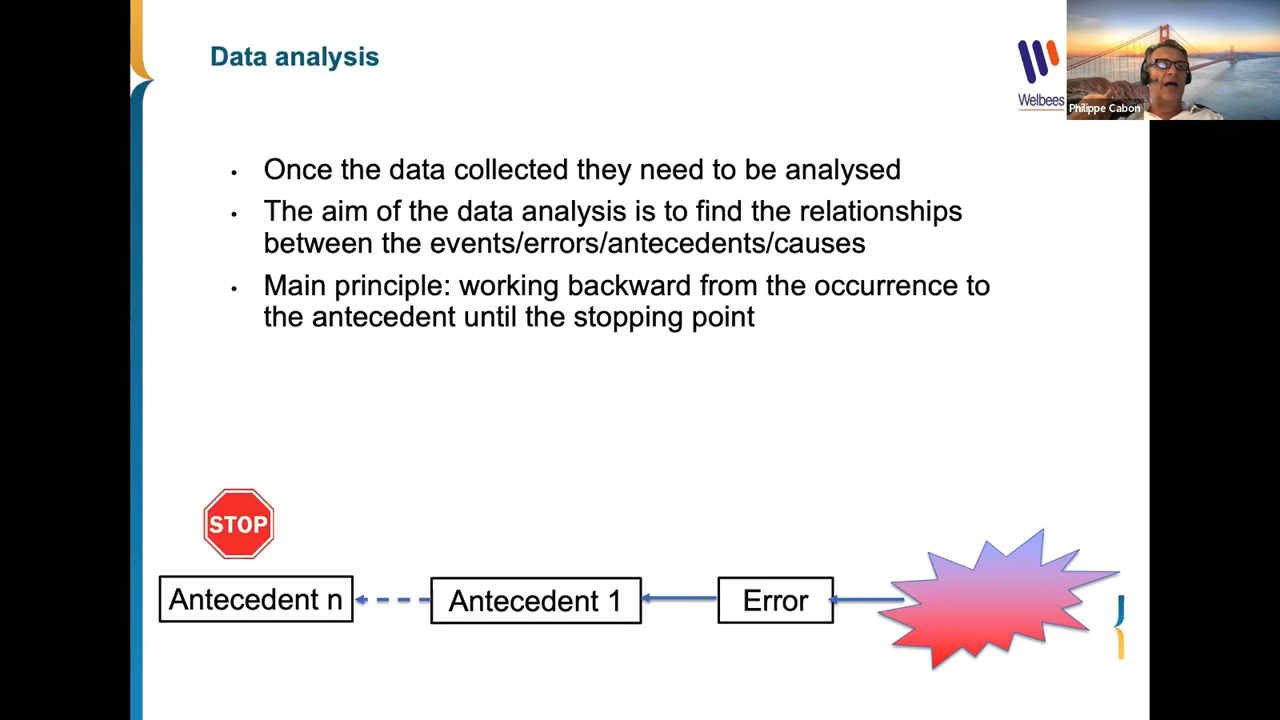 Data analysis
Welbees
Philippe Cabon
• Once the data collected they need to be analysed
• The aim of the data analysis is to find the relationships
between the events/errors/antecedents/causes
• Main principle: working backward from the occurrence to
the antecedent until the stopping point
STOP
Antecedent n
Antecedent 1
Error